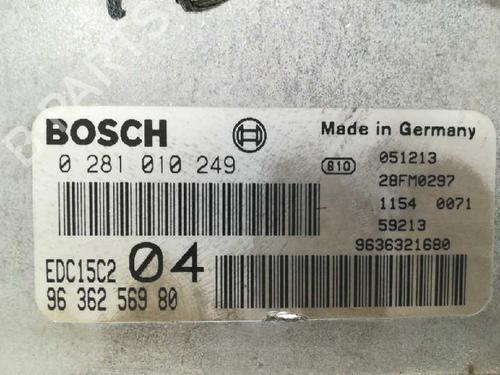 BOSCH
Made in Germany
0 281 010 249
810
051213
28FM0297
1154 0071
59213
9636321680
EDC15C2 04
96 362 569 80